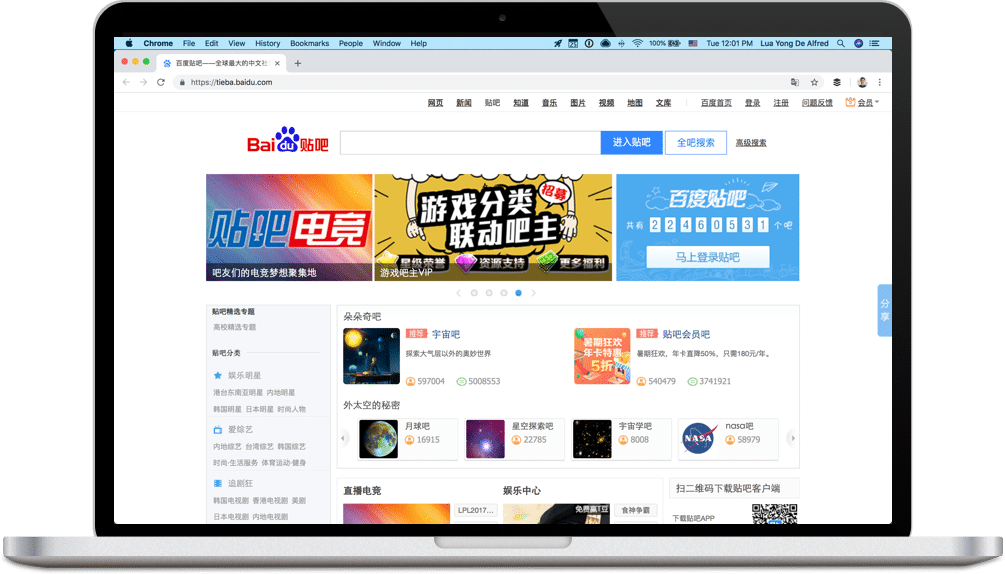 Chrome File Edit View History Bookmarks People Window Help 100% Tue 12:01 PM Lua Yong De Alfred
百度贴吧——全球最大的中文社
https://tieba.baidu.com
网页 新闻 贴吧 知道 音乐 图片 视频 地图 文库 百度首页 登录 注册 问题反馈 会员
Bai du 贴吧 进入贴吧 全吧搜索 高级搜索
贴吧电竞
吧友们的电竞梦想聚集地
招募
游戏分类
联动吧主
星级荣誉 资源支持 更多福利
游戏吧主VIP
百度贴吧
共有 22460531 个吧
马上登录贴吧
分享
贴吧精选专题
高校精选专题
贴吧分类
娱乐明星
港台东南亚明星 内地明星
韩国明星 日本明星 时尚人物
爱综艺
内地综艺 台湾综艺 韩国综艺
时尚·生活服务 体育运动·健身
追剧狂
韩国电视剧 香港电视剧 美剧
日本电视剧 内地电视剧
朵朵奇吧
推荐 宇宙吧
探索大气层以外的奥妙世界
597004 5008553
暑期狂欢
年卡特惠
5折
推荐 贴吧会员吧
暑期狂欢，年卡直降50%，只需180元/年。
540479 3741921
外太空的秘密
月球吧
16915
星空探索吧
22785
宇宙学吧
8008
NASA
nasa吧
58979
直播电竞
LPL2017...
娱乐中心
免费赢T豆
食神争霸
扫二维码下载贴吧客户端
下载贴吧APP